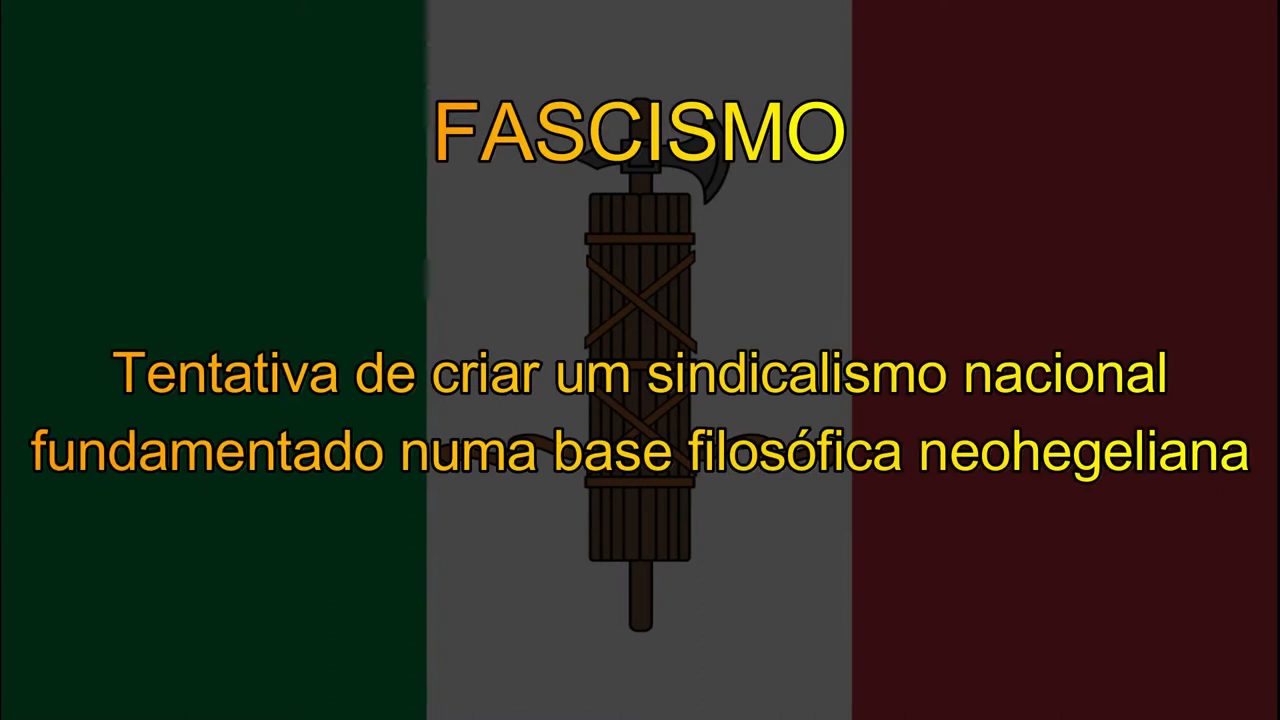 FASCISMO
Tentativa de criar um sindicalismo nacional
fundamentado numa base filosófica neohegeliana